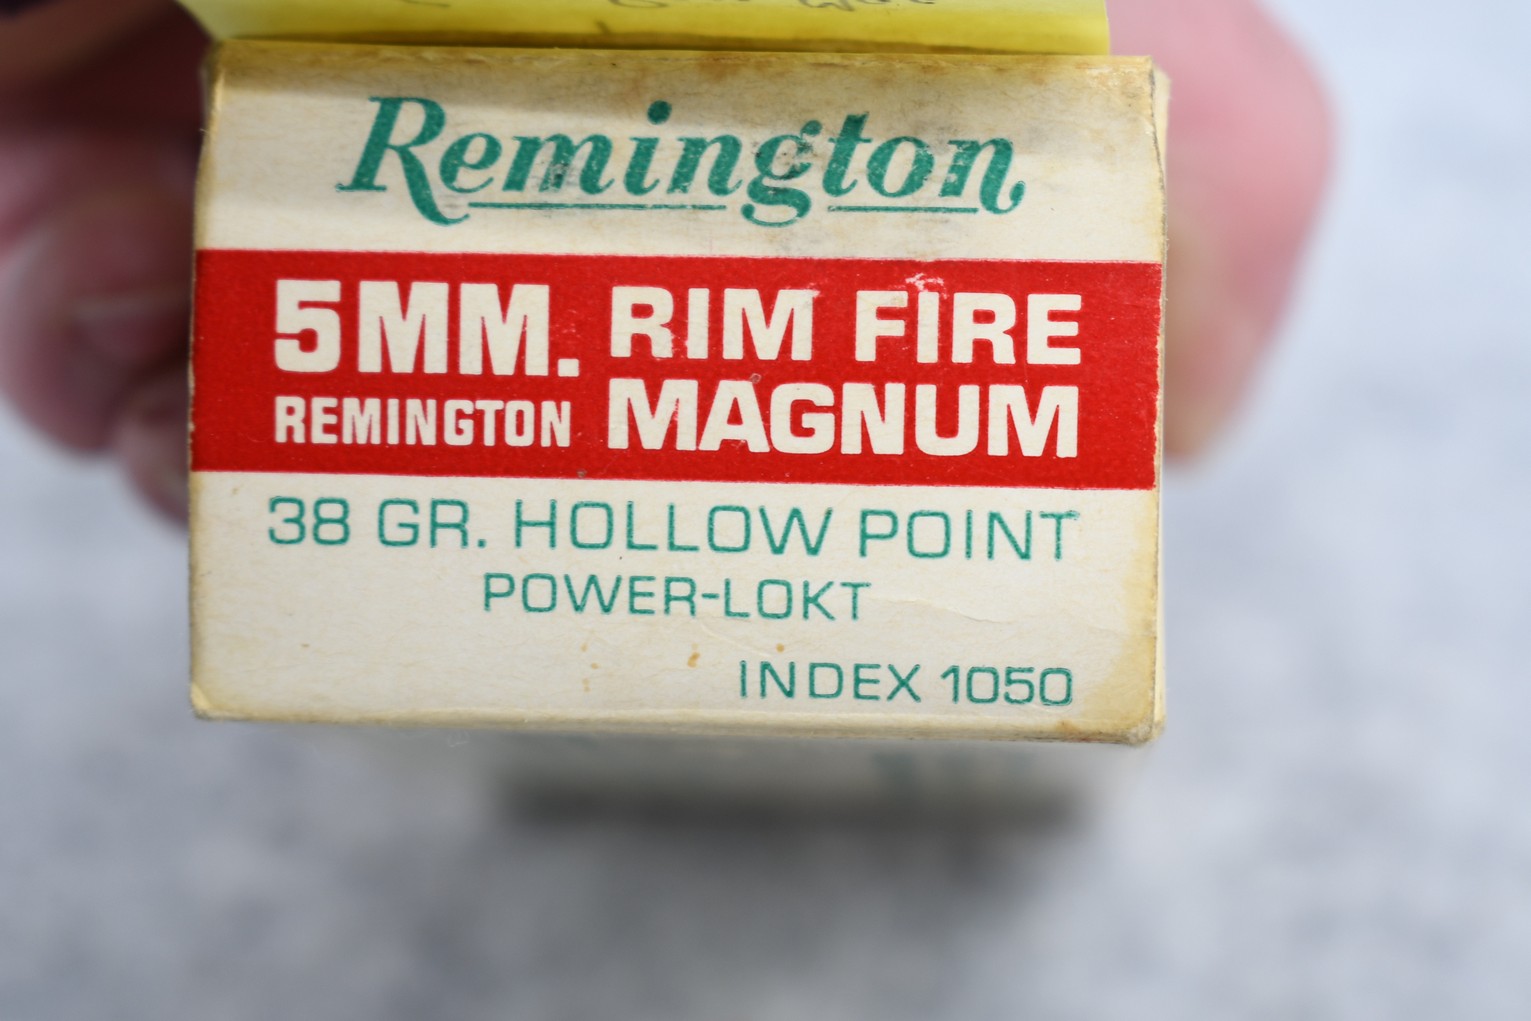 Remington
5MM. RIM FIRE
REMINGTON MAGNUM
38 GR. HOLLOW POINT
POWER-LOKT
INDEX 1050